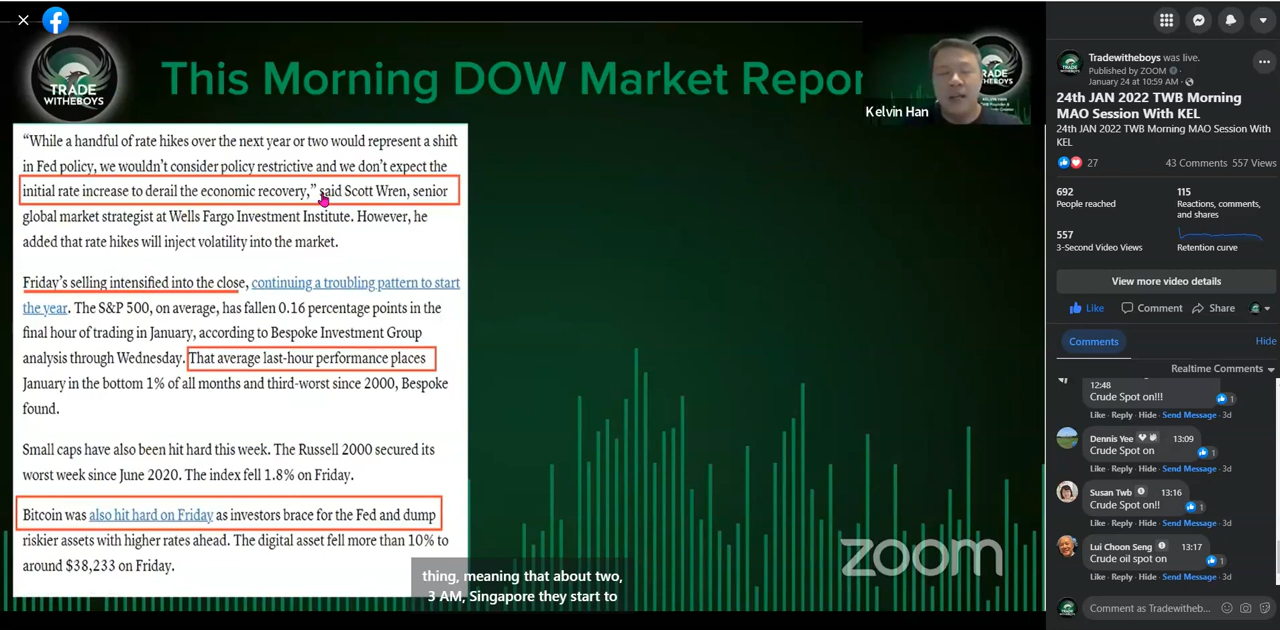 TRADE
WITHEBOYS
This Morning DOW Market Repor
Kelvin Han
“While a handful of rate hikes over the next year or two would represent a shift
in Fed policy, we wouldn’t consider policy restrictive and we don’t expect the
initial rate increase to derail the economic recovery,” said Scott Wren, senior
global market strategist at Wells Fargo Investment Institute. However, he
added that rate hikes will inject volatility into the market.
Friday’s selling intensified into the close, continuing a troubling pattern to start
the year. The S&P 500, on average, has fallen 0.16 percentage points in the
final hour of trading in January, according to Bespoke Investment Group
analysis through Wednesday. That average last-hour performance places
January in the bottom 1% of all months and third-worst since 2000, Bespoke
found.
Small caps have also been hit hard this week. The Russell 2000 secured its
worst week since June 2020. The index fell 1.8% on Friday.
Bitcoin was also hit hard on Friday as investors brace for the Fed and dump
riskier assets with higher rates ahead. The digital asset fell more than 10% to
around $38,233 on Friday.
zoom
thing, meaning that about two,
3 AM, Singapore they start to
Tradewitheboys was live.
Published by ZOOM
January 24 at 10:59 AM
24th JAN 2022 TWB Morning
MAO Session With KEL
24th JAN 2022 TWB Morning MAO Session With
KEL
27
43 Comments 557 Views
692
People reached
115
Reactions, comments,
and shares
557
3-Second Video Views
Retention curve
View more video details
Like Comment Share
Comments
Hide
Realtime Comments
12:48
Crude Spot on!!!
1
Like · Reply · Hide · Send Message · 3d
Dennis Yee 13:09
Crude Spot on
1
Like · Reply · Hide · Send Message · 3d
Susan Twb 13:16
Crude Spot on!!
1
Like · Reply · Hide · Send Message · 3d
Lui Choon Seng 13:17
Crude oil spot on
1
Like · Reply · Hide · Send Message · 3d
Comment as Tradewitheb...